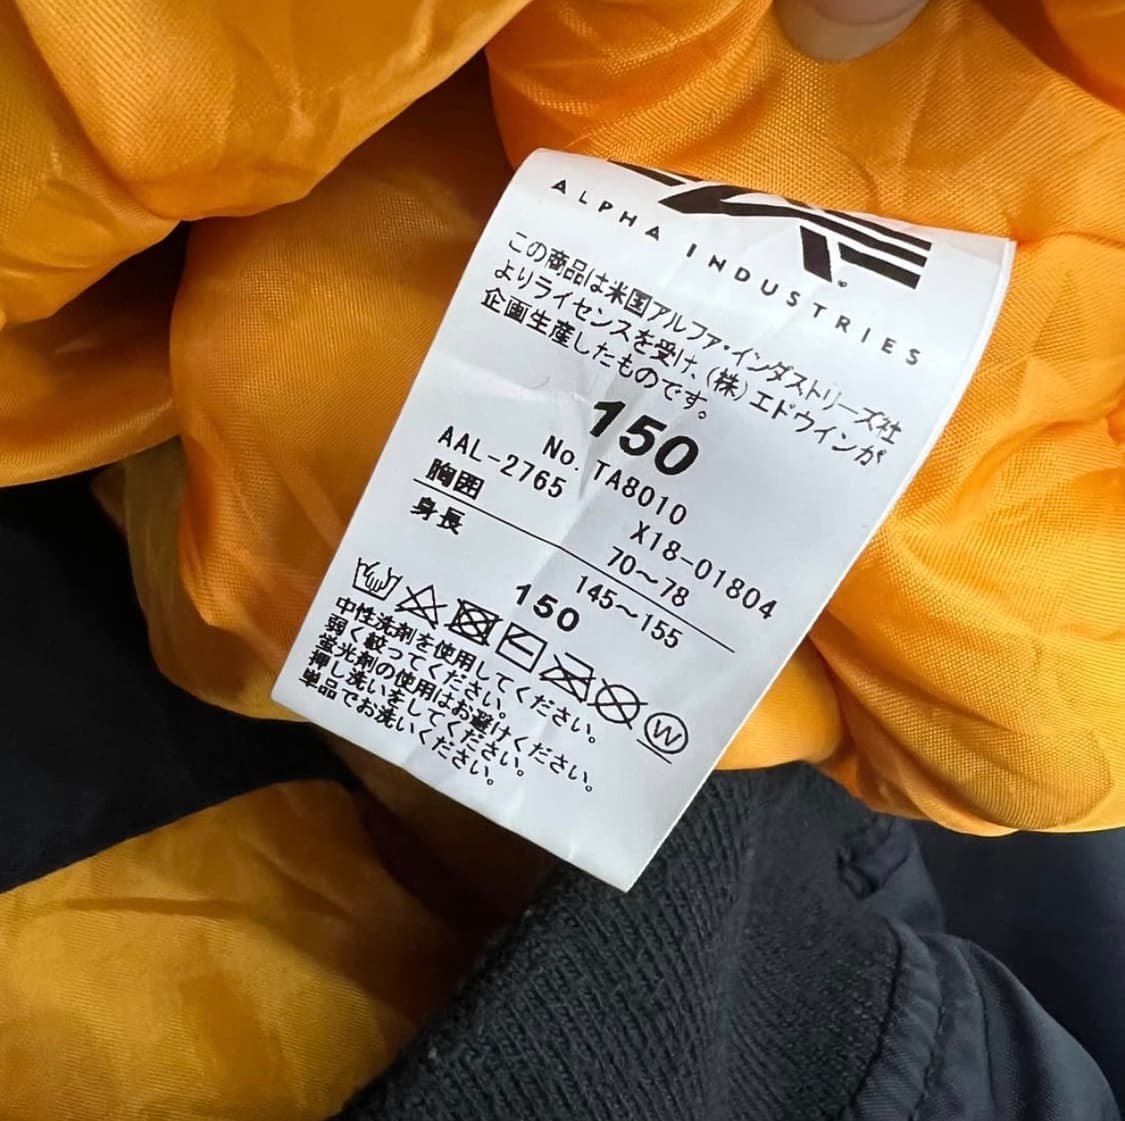 ALPHA INDUSTRIES
この商品は米国アルファ・インダストリーズ社
よりライセンスを受け、(株)エドウインが
企画生産したものです。
150
No. TA8010
AAL-2765 X18-01804
胸囲 70〜78
身長 145〜155
150
W
中性洗剤を使用してください。
弱く絞ってください。
蛍光剤の使用はお避けください。
押し洗いをしてください。
単品でお洗いください。